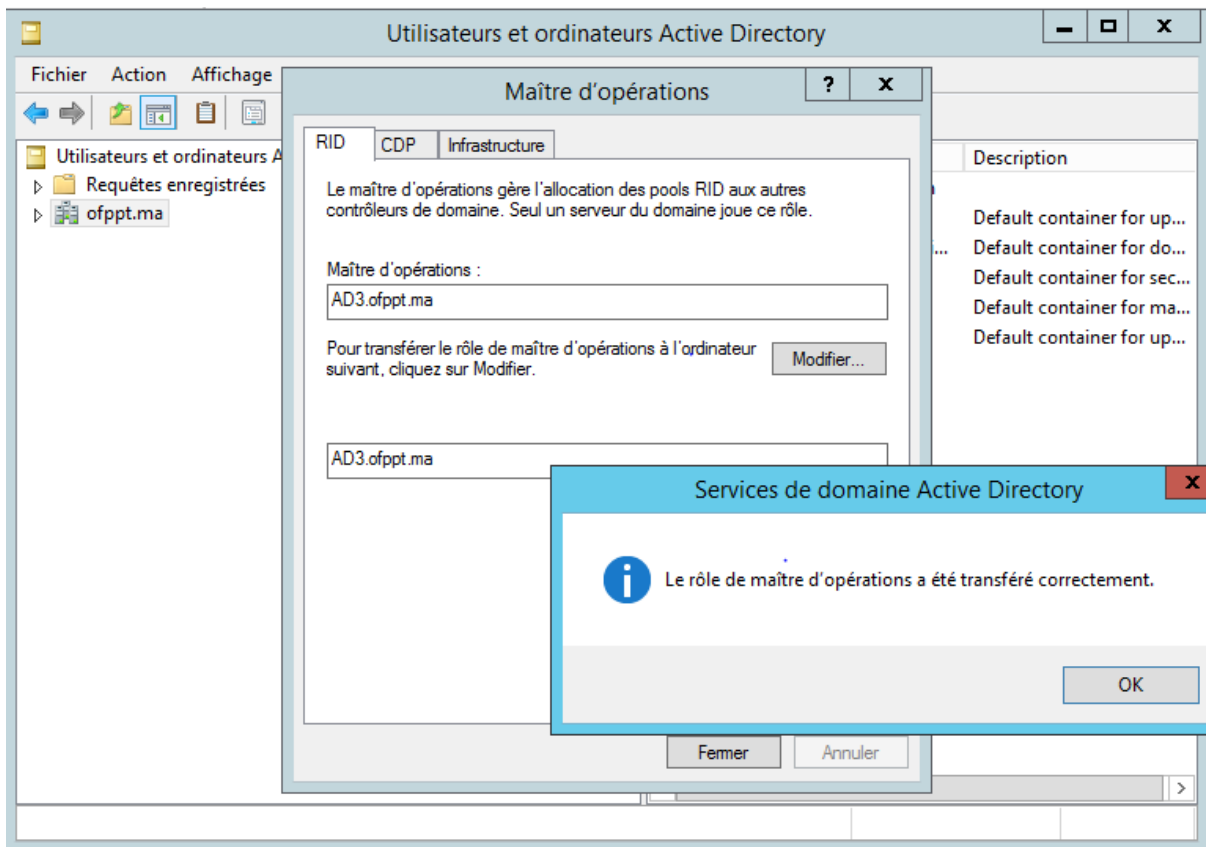 Utilisateurs et ordinateurs Active Directory
Fichier Action Affichage
Maître d'opérations
?
RID CDP Infrastructure
Utilisateurs et ordinateurs A
Requêtes enregistrées
ofppt.ma
Le maître d'opérations gère l'allocation des pools RID aux autres
contrôleurs de domaine. Seul un serveur du domaine joue ce rôle.
Maître d'opérations :
AD3.ofppt.ma
Pour transférer le rôle de maître d'opérations à l'ordinateur
suivant, cliquez sur Modifier.
Modifier...
AD3.ofppt.ma
Description
Default container for up...
Default container for do...
Default container for sec...
Default container for ma...
Default container for up...
Services de domaine Active Directory
Le rôle de maître d'opérations a été transféré correctement.
OK
Fermer Annuler